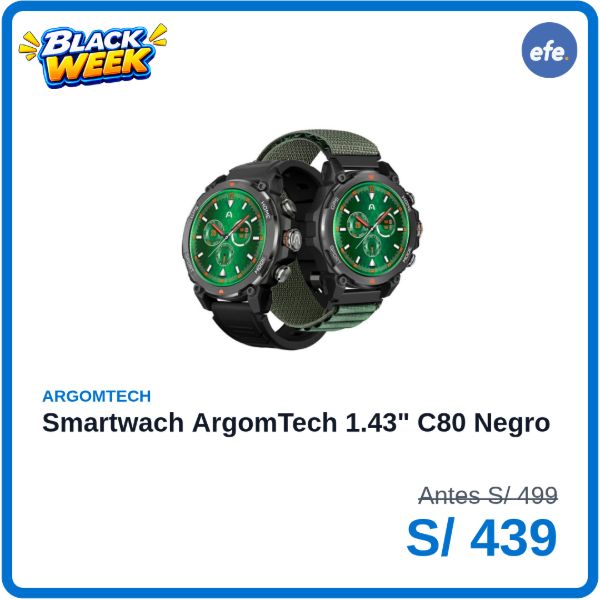 BLACK
WEEK
efe.
ARGOMTECH
Smartwach ArgomTech 1.43" C80 Negro
Antes S/ 499
S/ 439